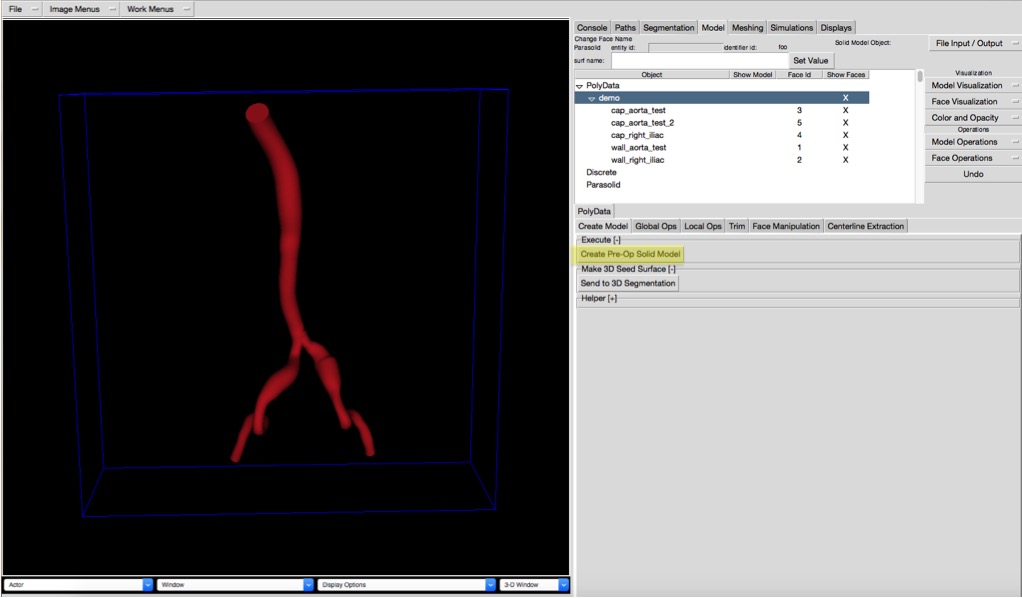 File Image Menus Work Menus
Console Paths Segmentation Model Meshing Simulations Displays
Change Face Name
Parasolid entity id: identifier id: foo Solid Model Object:
surf name: Set Value
Object Show Model Face Id Show Faces
PolyData
demo X
cap_aorta_test 3 X
cap_aorta_test_2 5 X
cap_right_iliac 4 X
wall_aorta_test 1 X
wall_right_iliac 2 X
Discrete
Parasolid
File Input / Output
Visualization
Model Visualization
Face Visualization
Color and Opacity
Operations
Model Operations
Face Operations
Undo
PolyData
Create Model Global Ops Local Ops Trim Face Manipulation Centerline Extraction
Execute [-]
Create Pre-Op Solid Model
Make 3D Seed Surface [-]
Send to 3D Segmentation
Helper [+]
Actor Window Display Options 3-D Window